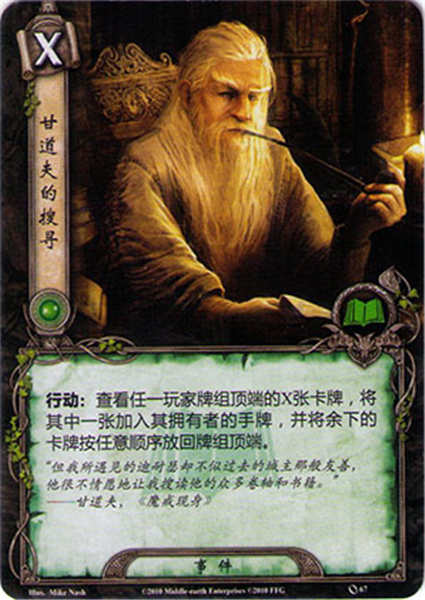 X
甘道夫的搜寻
行动：查看任一玩家牌组顶端的X张卡牌，将
其中一张加入其拥有者的手牌，并将余下的
卡牌按任意顺序放回牌组顶端。
“但我所遇见的迪耐瑟却不似过去的城主那般友善，
他很不情愿地让我搜读他的众多卷轴和书籍。”
——甘道夫，《魔戒现身》
事件
Illus. Mike Nash
©2010 Middle-earth Enterprises ©2010 FFG
67